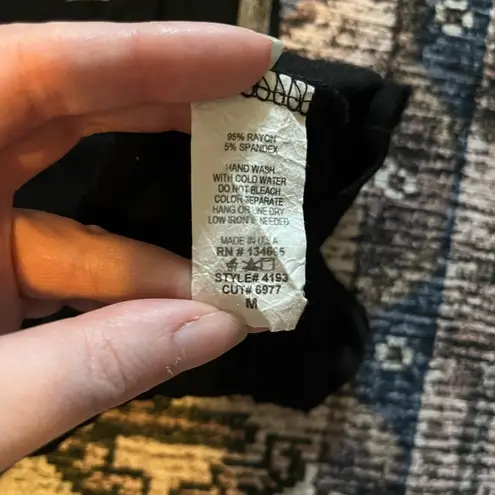 95% RAYON
5% SPANDEX
HAND WASH
WITH COLD WATER
DO NOT BLEACH
COLOR SEPARATE
HANG OR LINE DRY
LOW IRON IF NEEDED
MADE IN U.S.A
RN #
STYLE# 4193
CUT# 6977
M